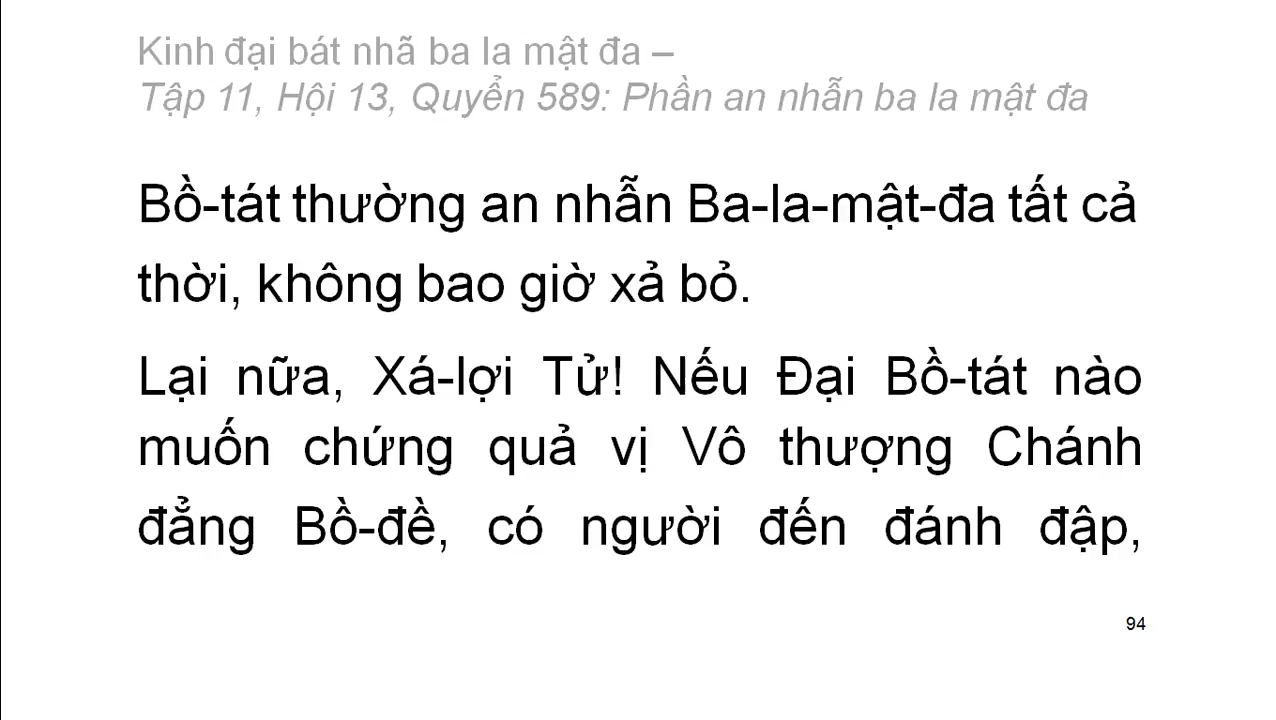 Kinh đại bát nhã ba la mật đa –
Tập 11, Hội 13, Quyển 589: Phần an nhẫn ba la mật đa
Bồ-tát thường an nhẫn Ba-la-mật-đa tất cả
thời, không bao giờ xả bỏ.
Lại nữa, Xá-lợi Tử! Nếu Đại Bồ-tát nào
muốn chứng quả vị Vô thượng Chánh
đẳng Bồ-đề, có người đến đánh đập,
94